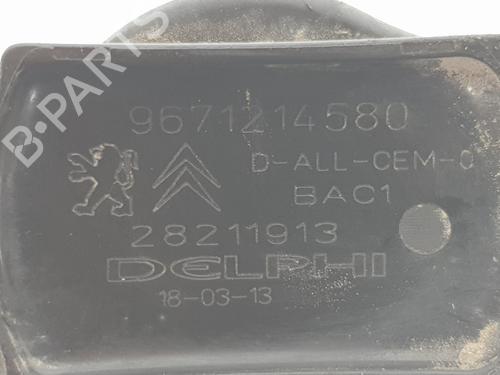 B-PARTS
9671214580
D-ALL-CEM-0
BAC1
28211913
DELPHI
18-03-13